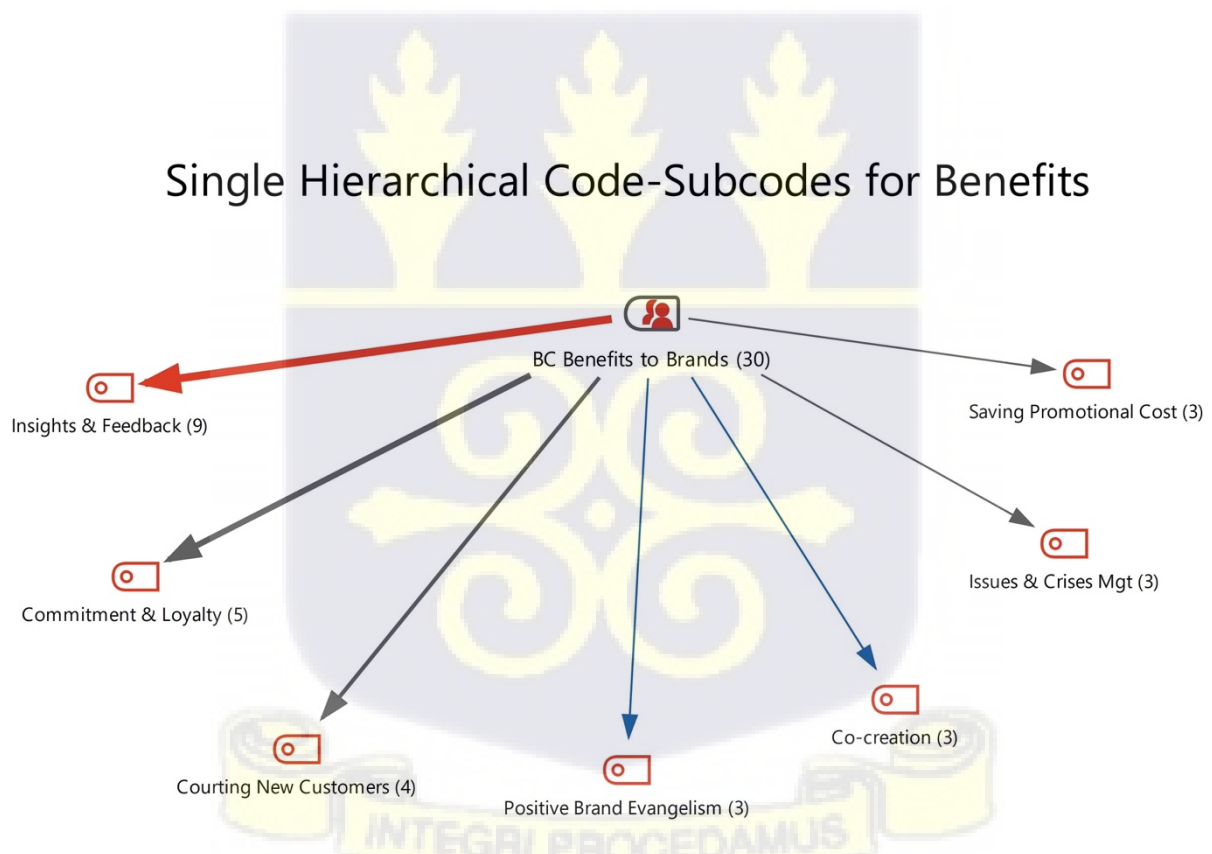 Single Hierarchical Code-Subcodes for Benefits
BC Benefits to Brands (30)
Insights & Feedback (9)
Saving Promotional Cost (3)
Commitment & Loyalty (5)
Issues & Crises Mgt (3)
Courting New Customers (4)
Positive Brand Evangelism (3)
Co-creation (3)
INTEGRI PROCEDAMUS